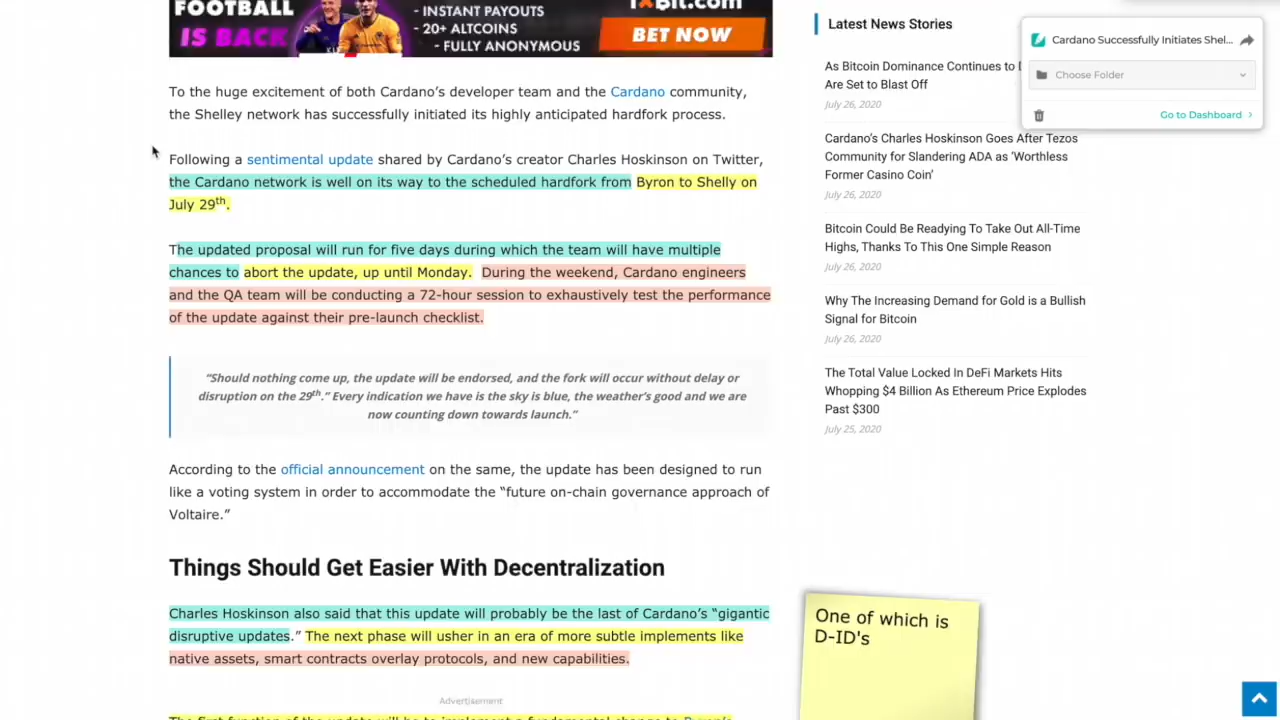 FOOTBALL
IS BACK
- INSTANT PAYOUTS
- 20+ ALTCOINS
- FULLY ANONYMOUS
BET NOW
To the huge excitement of both Cardano’s developer team and the Cardano community,
the Shelley network has successfully initiated its highly anticipated hardfork process.
Following a sentimental update shared by Cardano’s creator Charles Hoskinson on Twitter,
the Cardano network is well on its way to the scheduled hardfork from Byron to Shelly on
July 29th.
The updated proposal will run for five days during which the team will have multiple
chances to abort the update, up until Monday. During the weekend, Cardano engineers
and the QA team will be conducting a 72-hour session to exhaustively test the performance
of the update against their pre-launch checklist.
“Should nothing come up, the update will be endorsed, and the fork will occur without delay or
disruption on the 29th.” Every indication we have is the sky is blue, the weather’s good and we are
now counting down towards launch.”
According to the official announcement on the same, the update has been designed to run
like a voting system in order to accommodate the “future on-chain governance approach of
Voltaire.”
Things Should Get Easier With Decentralization
Charles Hoskinson also said that this update will probably be the last of Cardano’s “gigantic
disruptive updates.” The next phase will usher in an era of more subtle implements like
native assets, smart contracts overlay protocols, and new capabilities.
Advertisement
The first function of the update will be to implement a fundamental change to Byron’s
Latest News Stories
As Bitcoin Dominance Continues to
Are Set to Blast Off
July 26, 2020
Cardano’s Charles Hoskinson Goes After Tezos
Community for Slandering ADA as ‘Worthless
Former Casino Coin’
July 26, 2020
Bitcoin Could Be Readying To Take Out All-Time
Highs, Thanks To This One Simple Reason
July 26, 2020
Why The Increasing Demand for Gold is a Bullish
Signal for Bitcoin
July 26, 2020
The Total Value Locked In DeFi Markets Hits
Whopping $4 Billion As Ethereum Price Explodes
Past $300
July 25, 2020
Cardano Successfully Initiates Shel...
Choose Folder
Go to Dashboard
One of which is
D-ID's